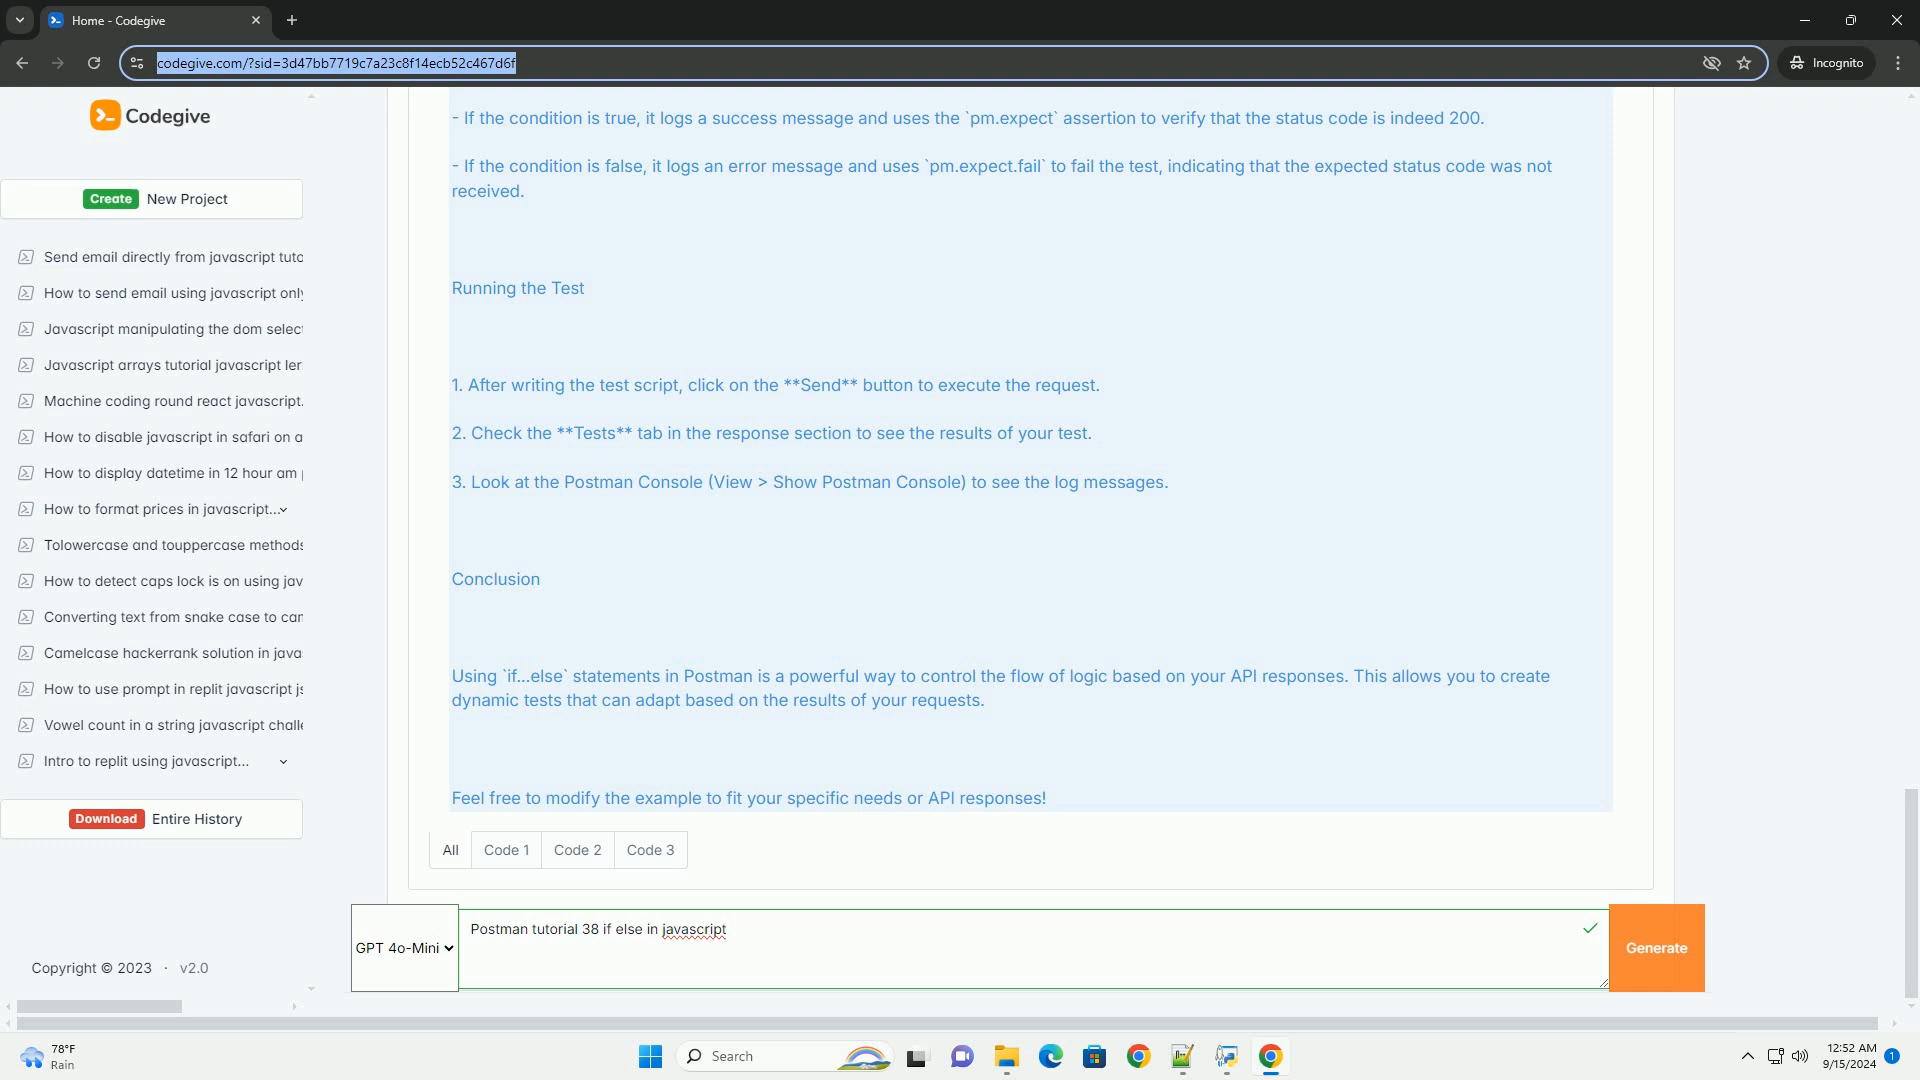 Home - Codegive
codegive.com/?sid=3d47bb7719c7a23c8f14ecb52c467d6f
Incognito
Codegive
Create New Project
Send email directly from javascript tuto
How to send email using javascript only
Javascript manipulating the dom select
Javascript arrays tutorial javascript ler
Machine coding round react javascript.
How to disable javascript in safari on a
How to display datetime in 12 hour am
How to format prices in javascript...
Tolowercase and touppercase methods
How to detect caps lock is on using jav
Converting text from snake case to car
Camelcase hackerrank solution in java
How to use prompt in replit javascript js
Vowel count in a string javascript challe
Intro to replit using javascript...
Download Entire History
Copyright © 2023 · v2.0
- If the condition is true, it logs a success message and uses the `pm.expect` assertion to verify that the status code is indeed 200.
- If the condition is false, it logs an error message and uses `pm.expect.fail` to fail the test, indicating that the expected status code was not
received.
Running the Test
1. After writing the test script, click on the **Send** button to execute the request.
2. Check the **Tests** tab in the response section to see the results of your test.
3. Look at the Postman Console (View > Show Postman Console) to see the log messages.
Conclusion
Using `if...else` statements in Postman is a powerful way to control the flow of logic based on your API responses. This allows you to create
dynamic tests that can adapt based on the results of your requests.
Feel free to modify the example to fit your specific needs or API responses!
All Code 1 Code 2 Code 3
GPT 4o-Mini
Postman tutorial 38 if else in javascript
Generate
78°F
Rain
Search
12:52 AM
9/15/2024
1